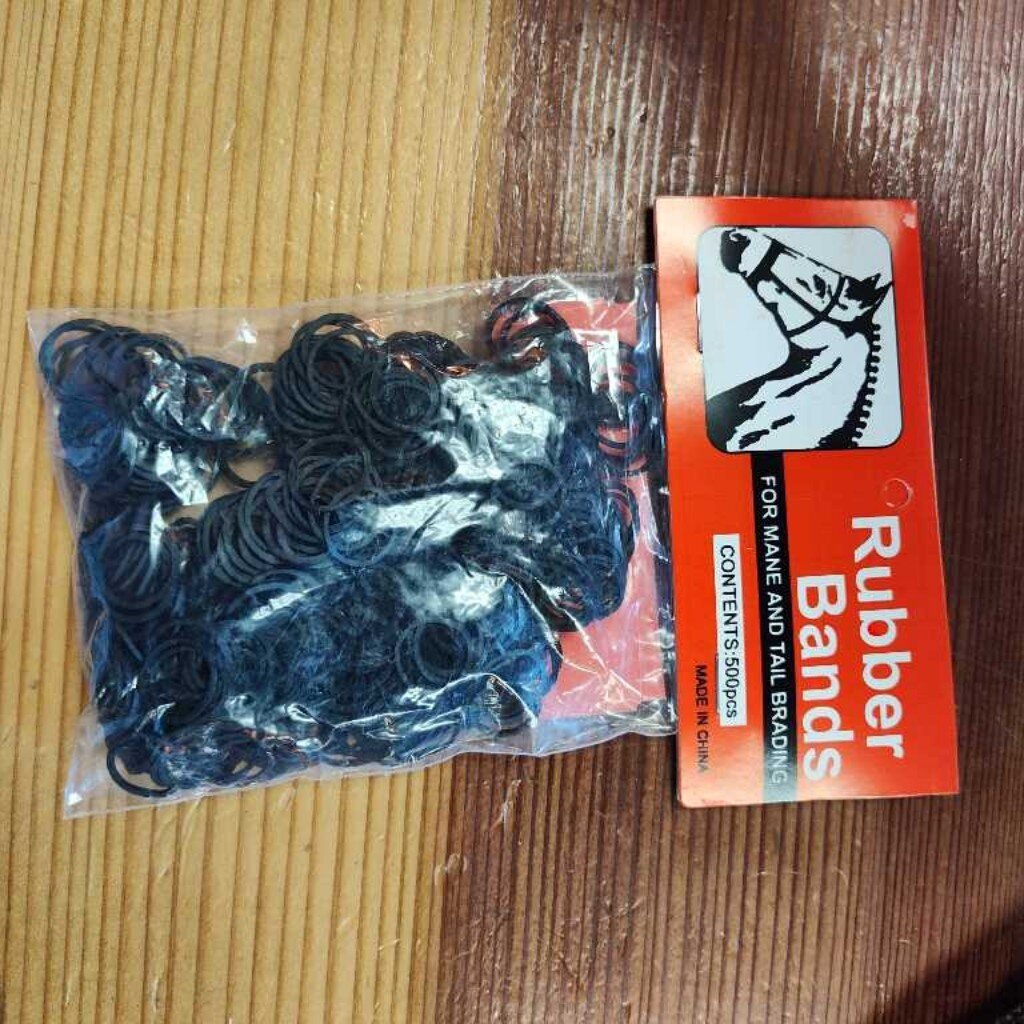 Rubber
Bands
FOR MANE AND TAIL BRADING
CONTENTS:500pcs
MADE IN CHINA